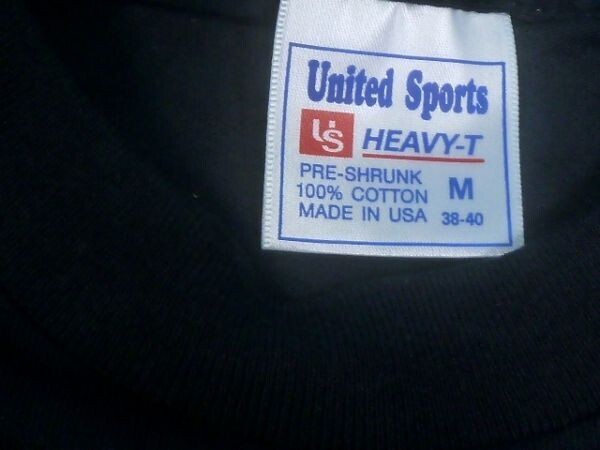 United Sports
US HEAVY-T
PRE-SHRUNK
100% COTTON M
MADE IN USA 38-40